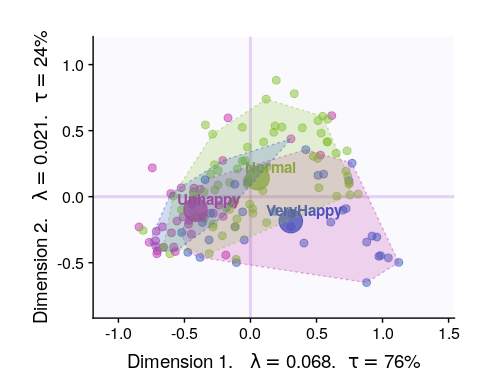 Dimension 2. λ = 0.021. τ = 24%
1.0
0.5
0.0
-0.5
Normal
Unhappy
VeryHappy
-1.0 -0.5 0.0 0.5 1.0 1.5
Dimension 1. λ = 0.068. τ = 76%